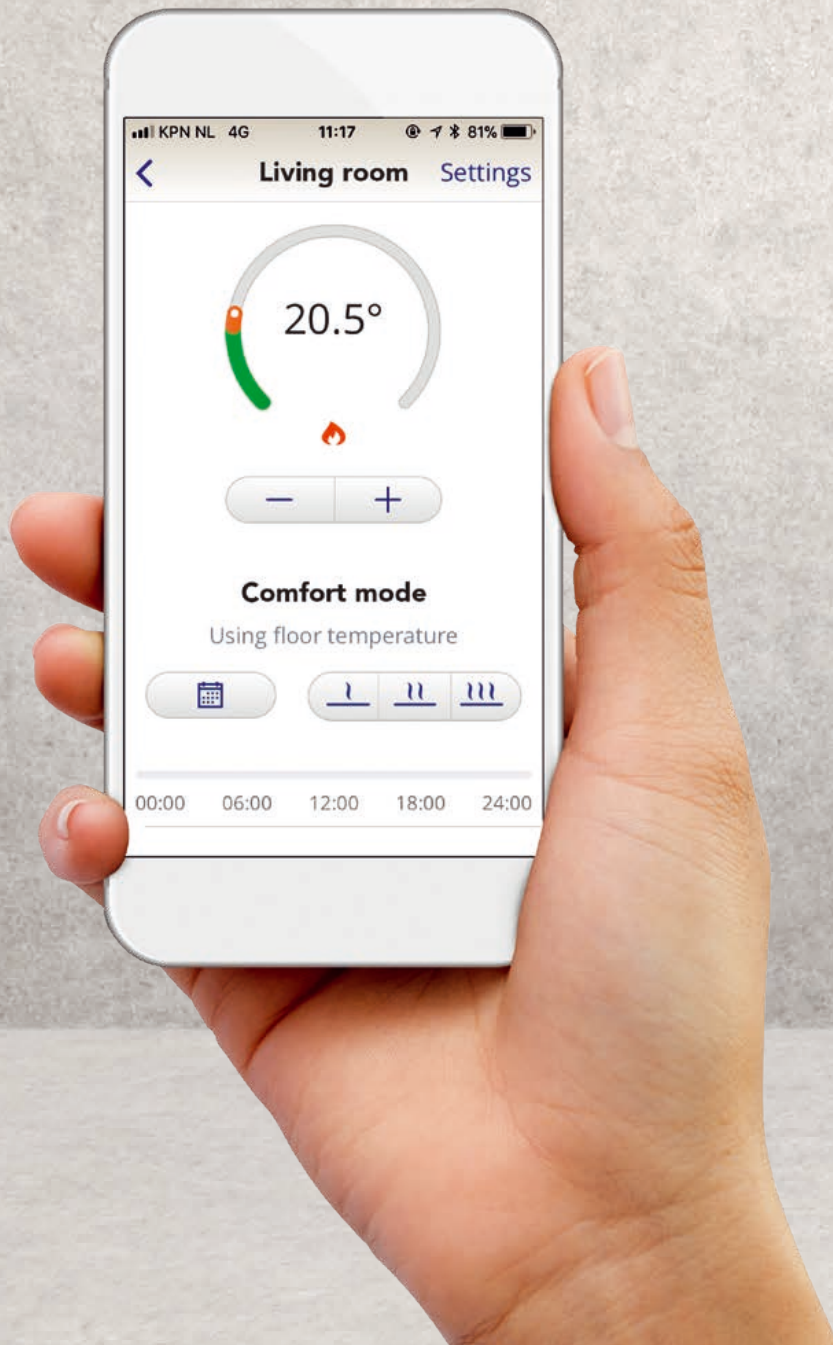 KPN NL 4G 11:17 81%
Living room Settings
20.5°
Comfort mode
Using floor temperature
00:00 06:00 12:00 18:00 24:00